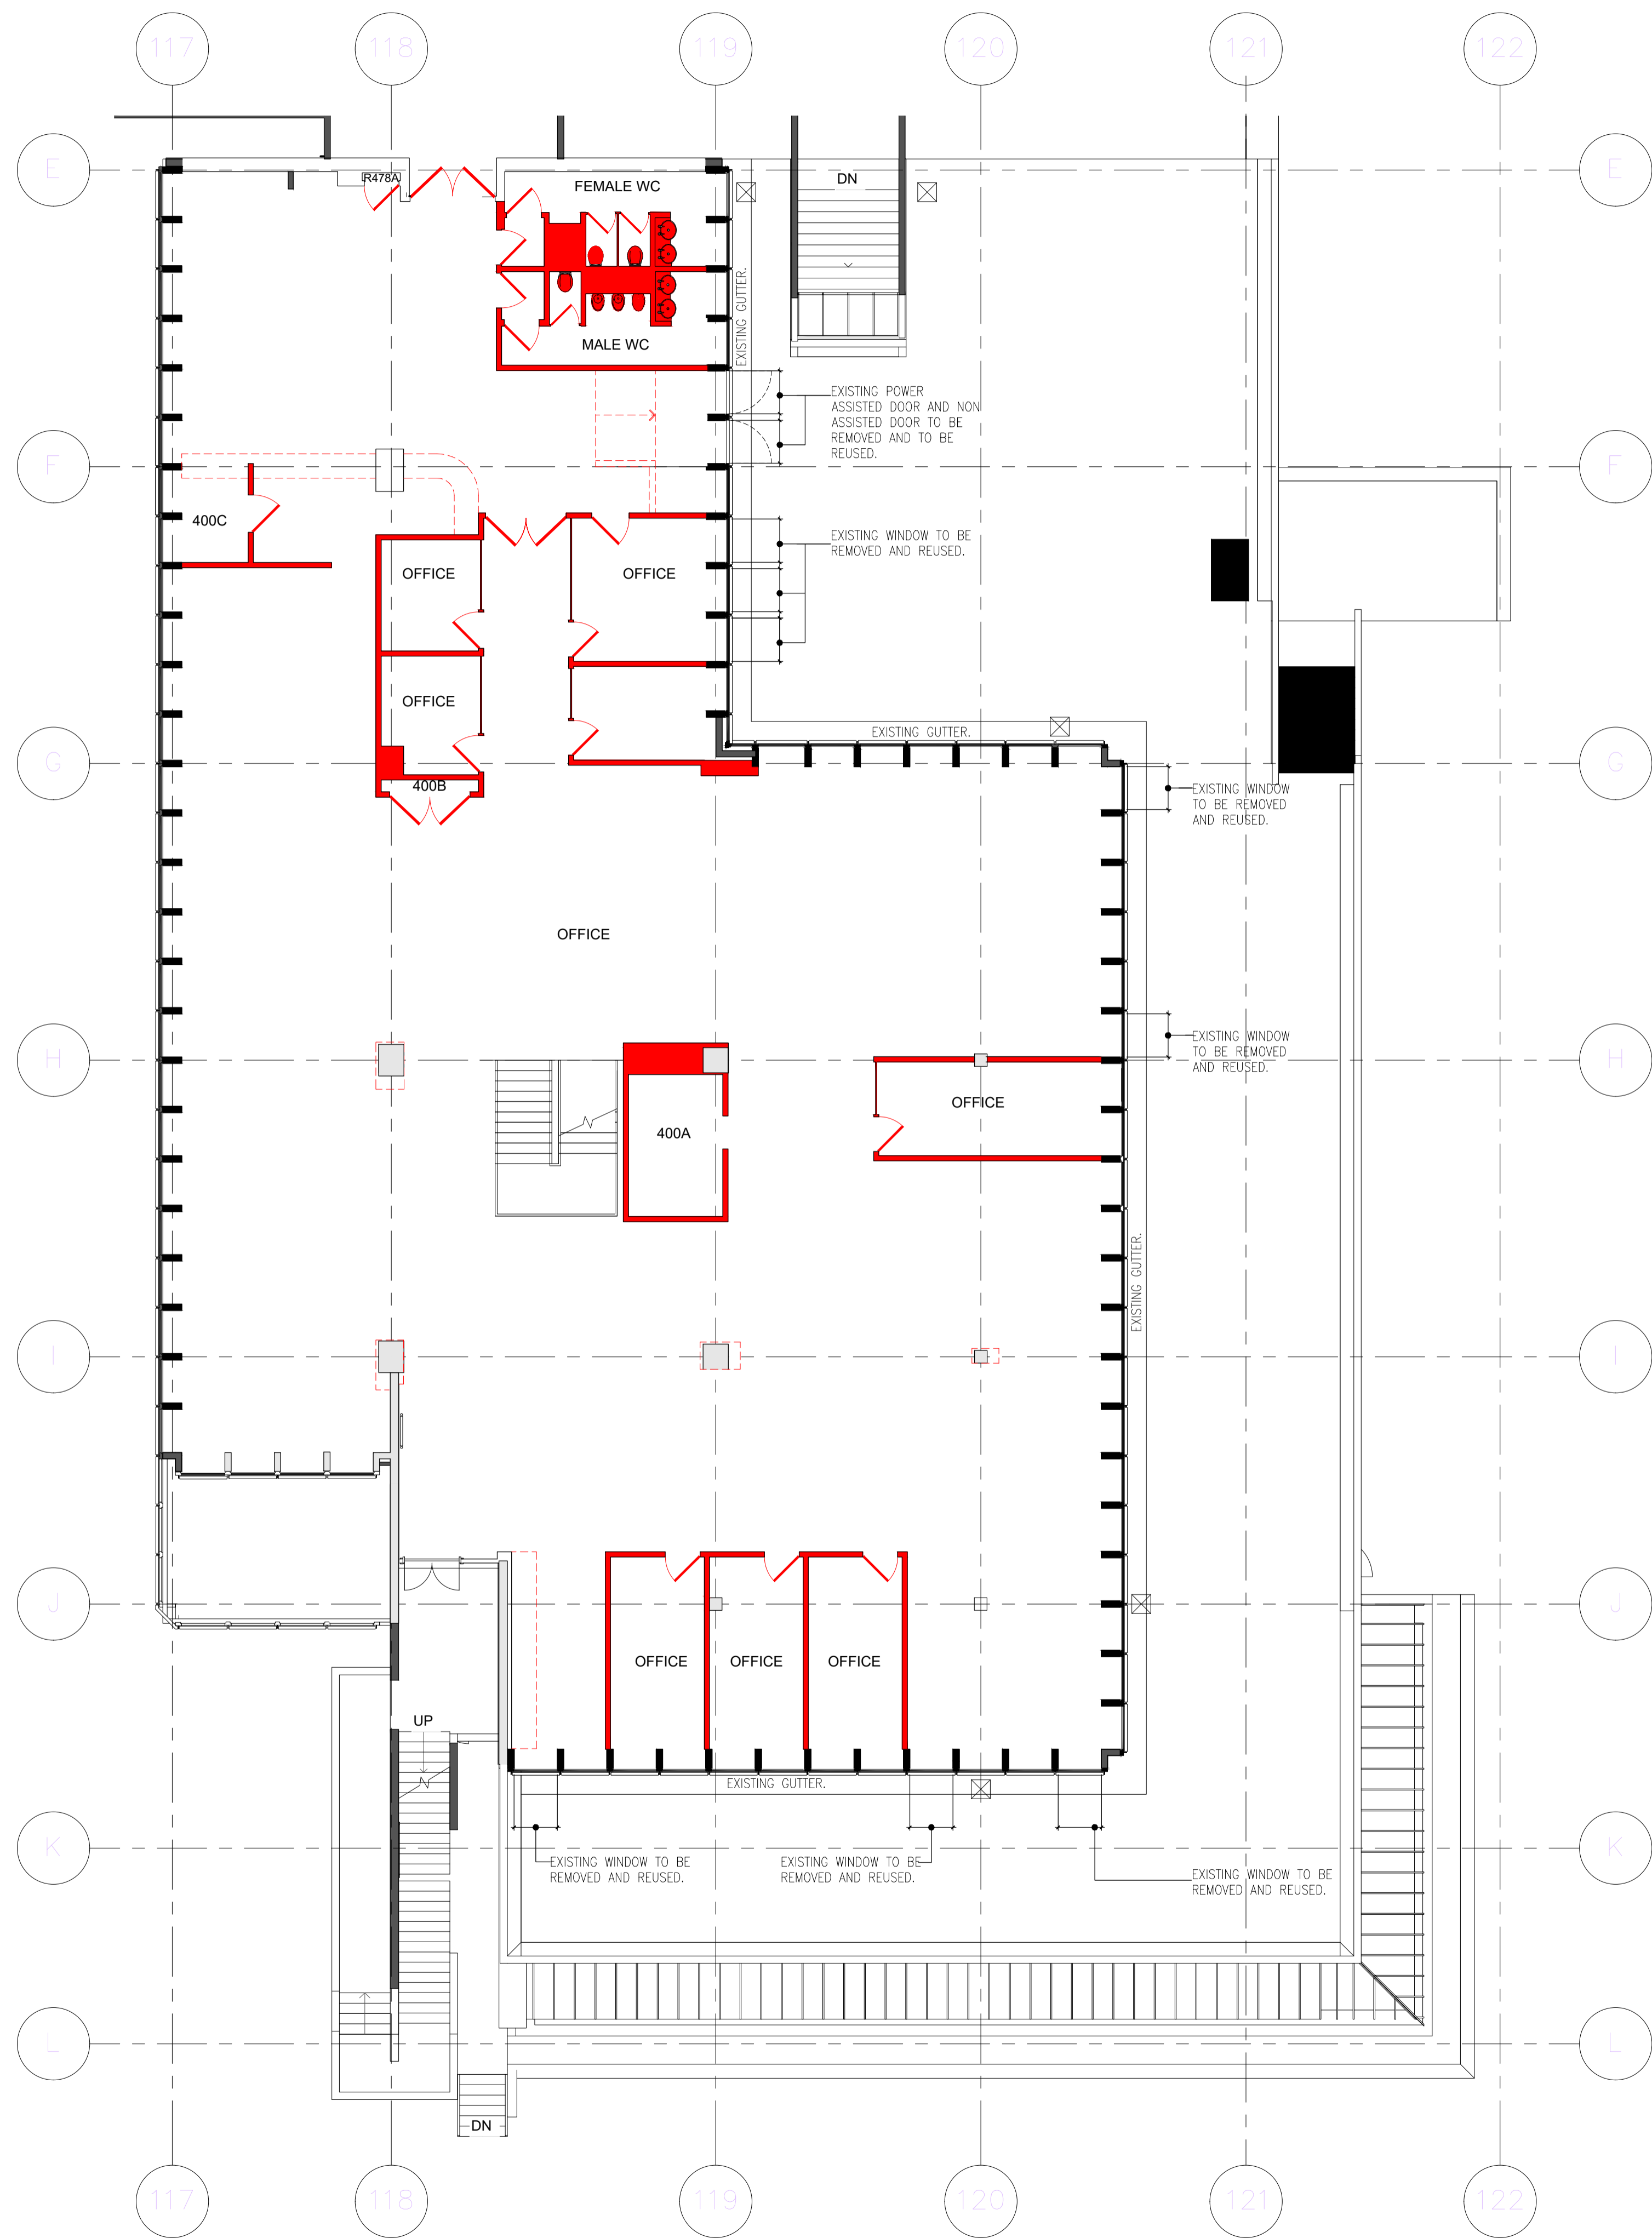 117
118
119
120
121
122
E
E
R478A
FEMALE WC
DN
EXISTING GUTTER.
MALE WC
EXISTING POWER
ASSISTED DOOR AND NON
ASSISTED DOOR TO BE
REMOVED AND TO BE
REUSED.
F
F
400C
EXISTING WINDOW TO BE
REMOVED AND REUSED.
OFFICE
OFFICE
OFFICE
EXISTING GUTTER.
G
G
400B
EXISTING WINDOW
TO BE REMOVED
AND REUSED.
OFFICE
EXISTING WINDOW
TO BE REMOVED
AND REUSED.
H
H
OFFICE
400A
EXISTING GUTTER.
I
I
J
J
OFFICE
OFFICE
OFFICE
UP
EXISTING GUTTER.
K
K
EXISTING WINDOW TO BE
REMOVED AND REUSED.
EXISTING WINDOW TO BE
REMOVED AND REUSED.
EXISTING WINDOW TO BE
REMOVED AND REUSED.
L
L
DN
117
118
119
120
121
122